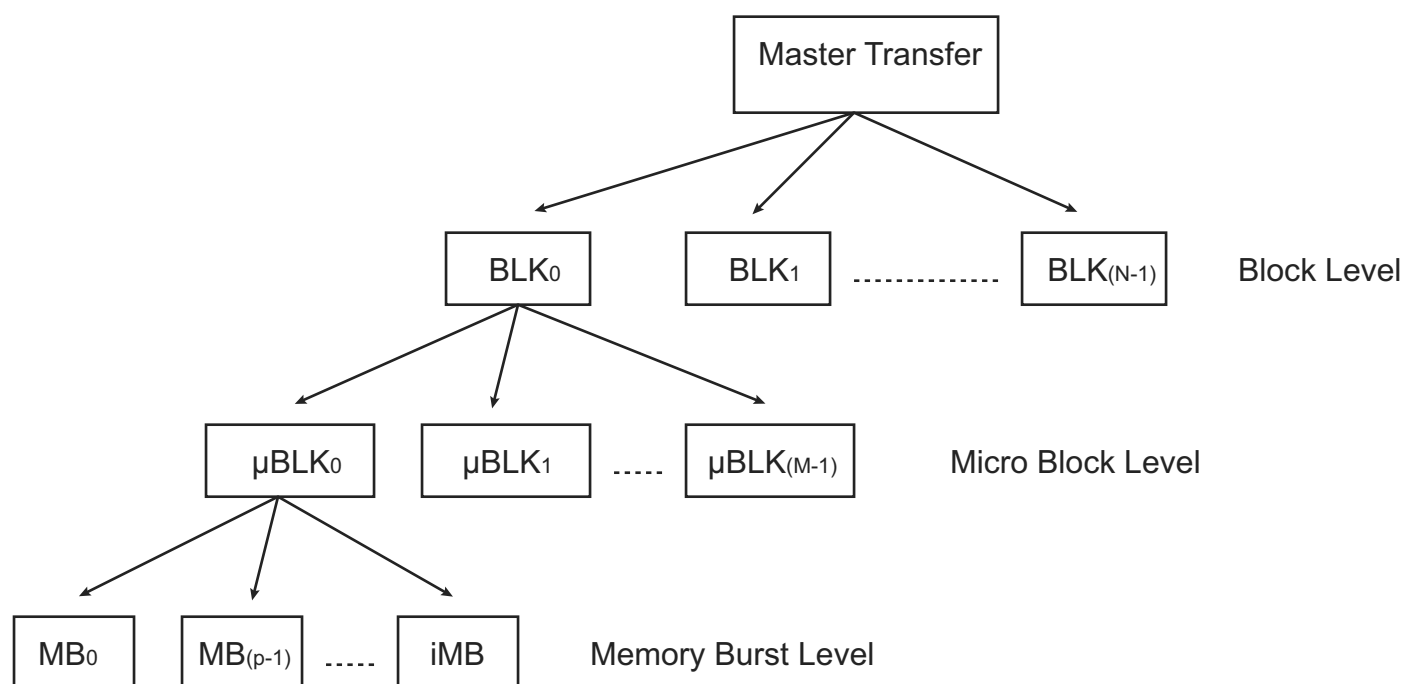 Master Transfer
BLK0 BLK1 BLK(N-1) Block Level
µBLK0 µBLK1 µBLK(M-1) Micro Block Level
MB0 MB(p-1) iMB Memory Burst Level